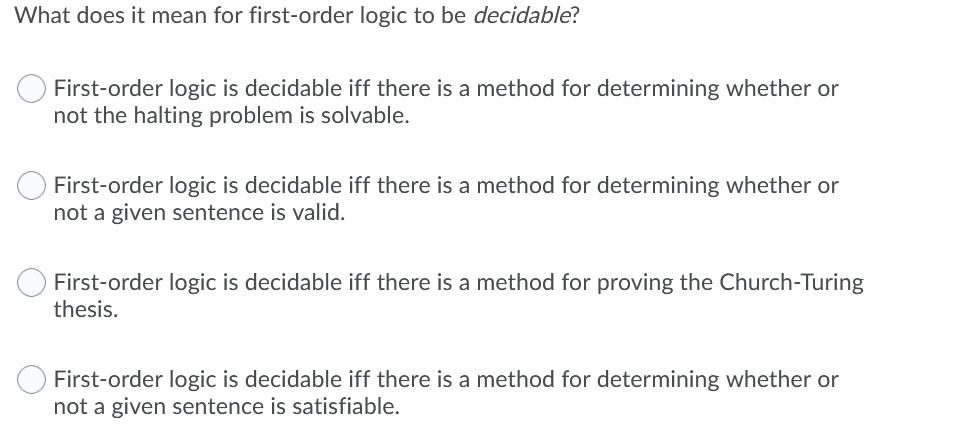 What does it mean for first-order logic to be decidable?
First-order logic is decidable iff there is a method for determining whether or
not the halting problem is solvable.
First-order logic is decidable iff there is a method for determining whether or
not a given sentence is valid.
First-order logic is decidable iff there is a method for proving the Church-Turing
thesis.
First-order logic is decidable iff there is a method for determining whether or
not a given sentence is satisfiable.